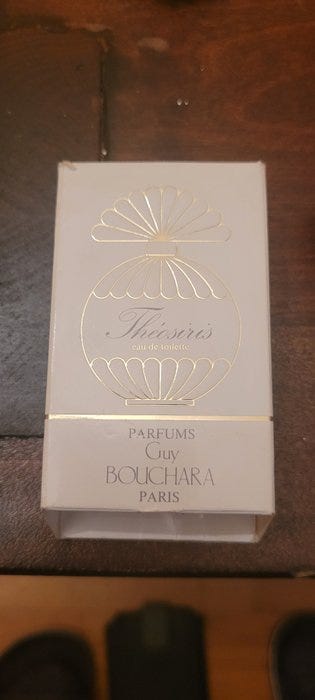 Théosiris
eau de toilette
PARFUMS
Guy
BOUCHARA
PARIS